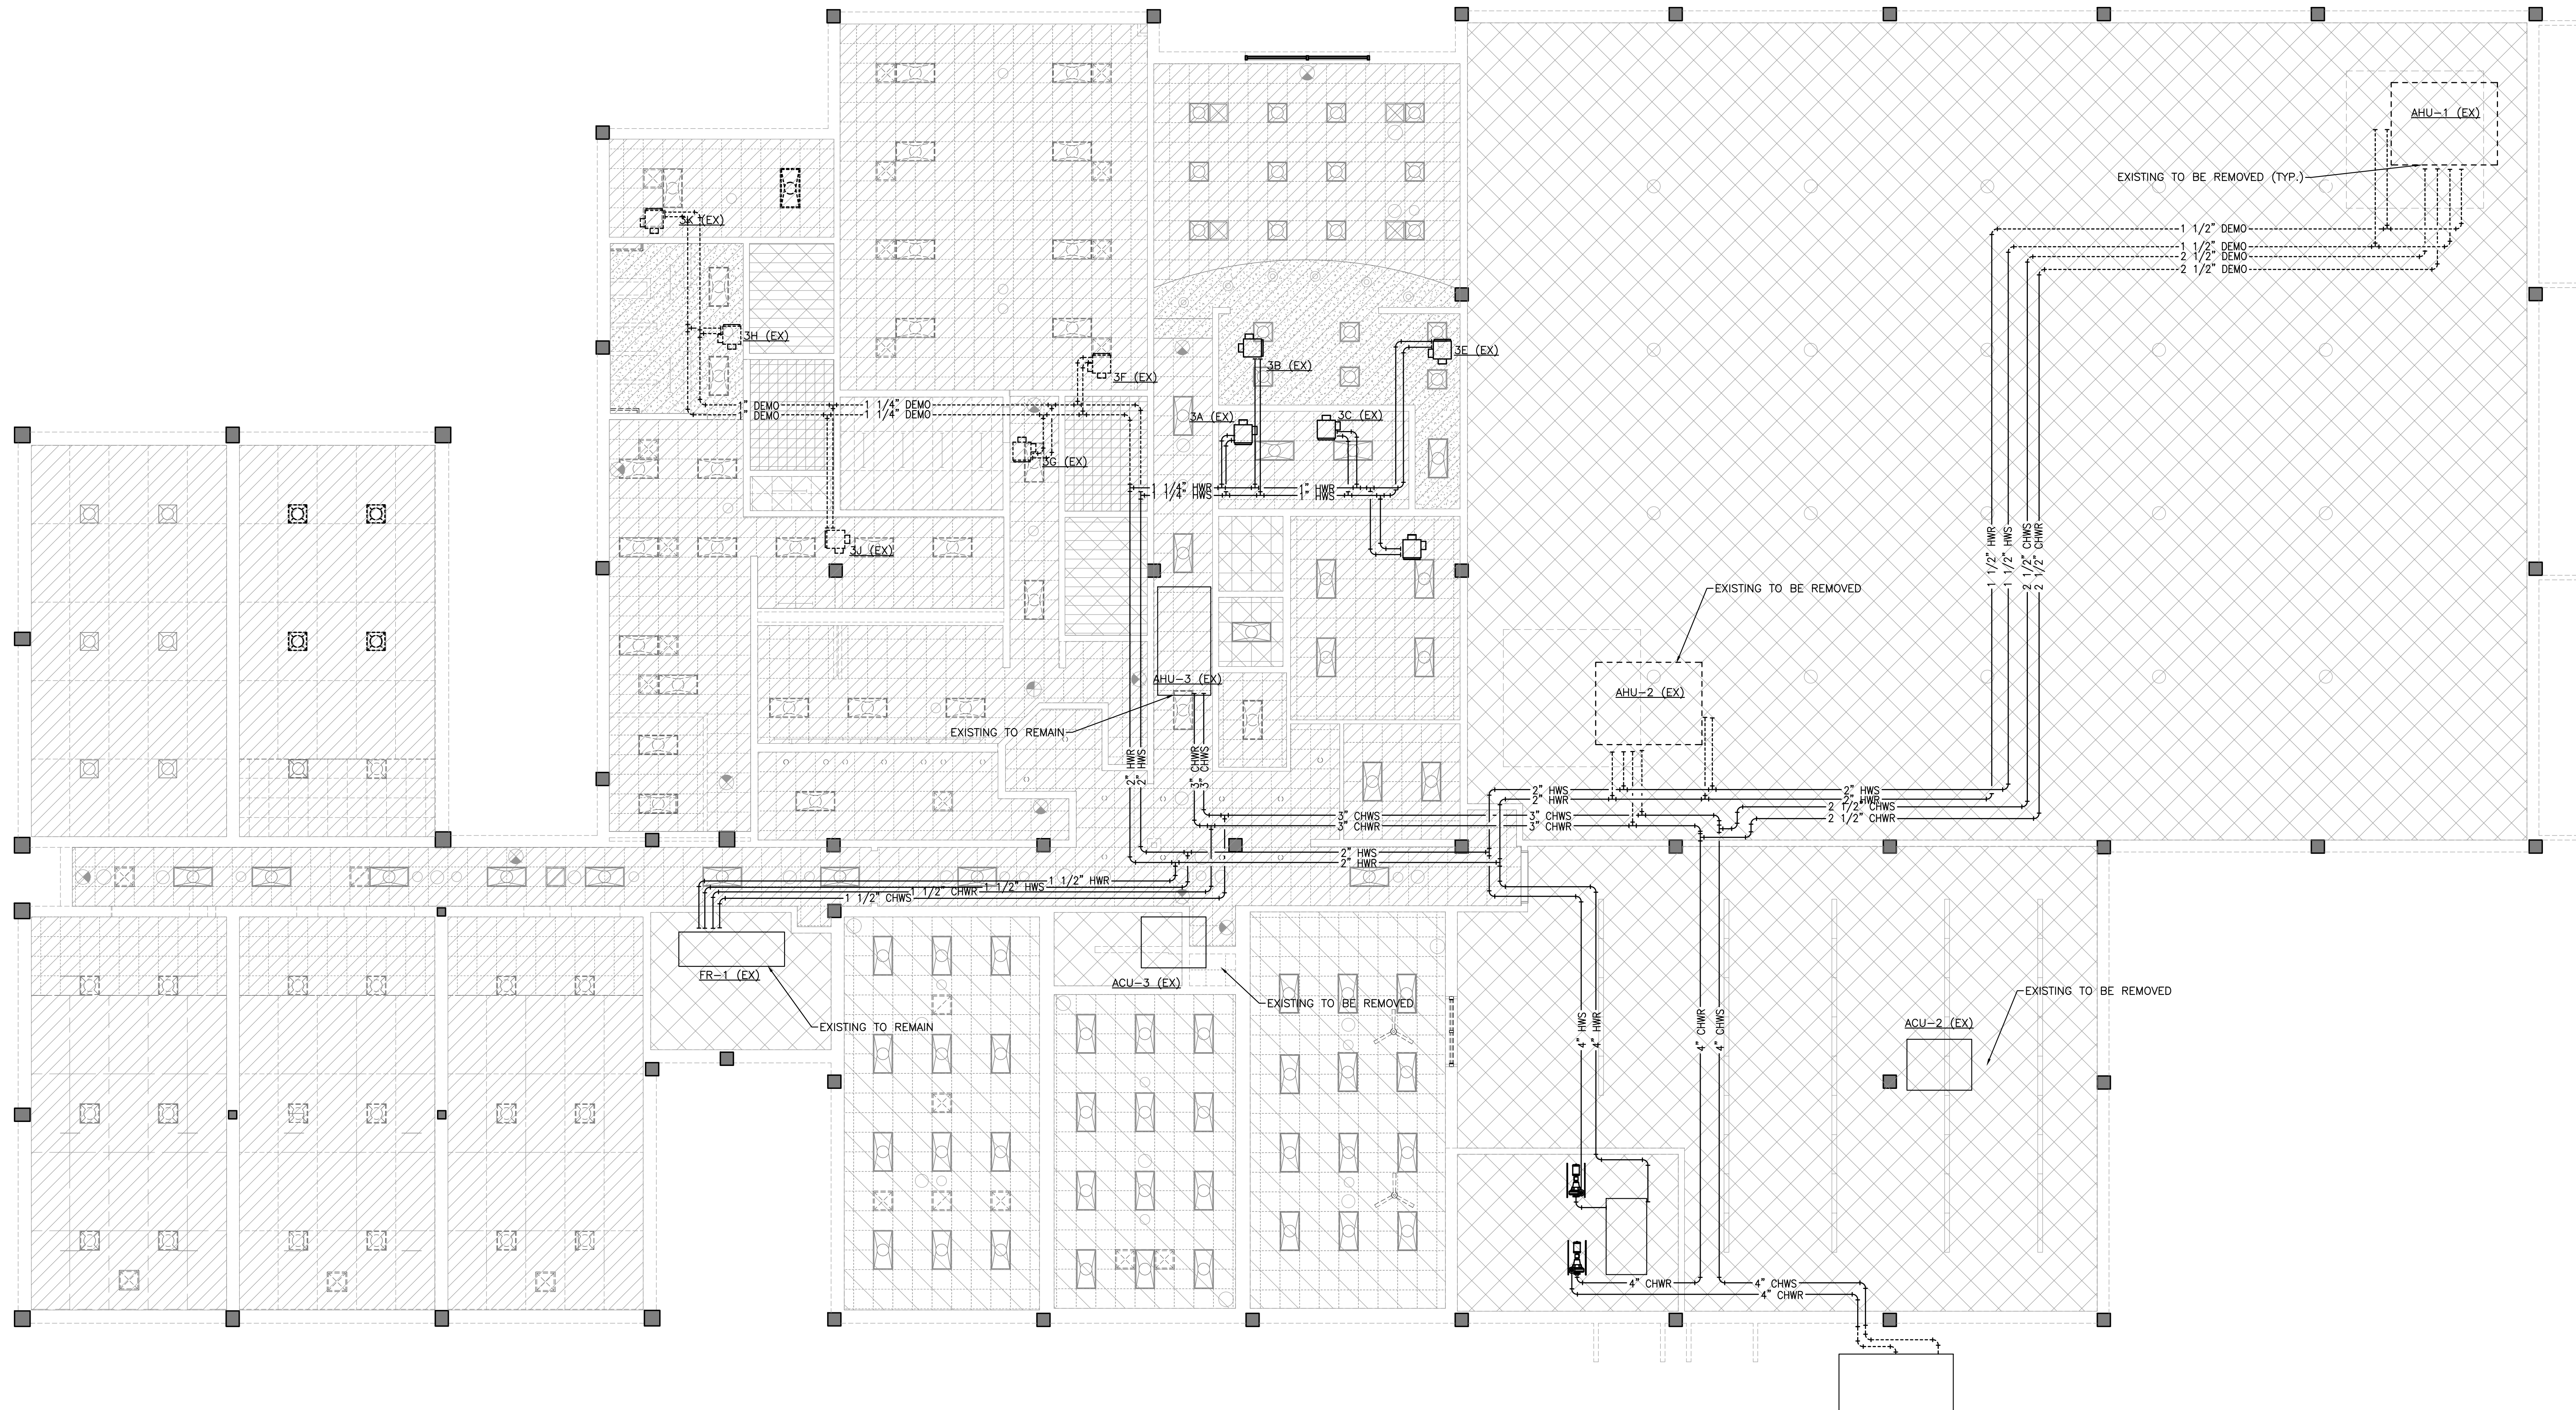 AHU-1 (EX)
EXISTING TO BE REMOVED (TYP.)
3K (EX)
1 1/2" DEMO
1 1/2" DEMO
2 1/2" DEMO
2 1/2" DEMO
3H (EX)
3F (EX)
3B (EX)
3E (EX)
1" DEMO
1" DEMO
1 1/4" DEMO
1 1/4" DEMO
3A (EX)
3C (EX)
3G (EX)
1 1/4" HWR
1 1/4" HWS
1" HWR
1" HWS
3J (EX)
1 1/2" HWR
1 1/2" HWS
2 1/2" CHWS
2 1/2" CHWR
EXISTING TO BE REMOVED
AHU-3 (EX)
AHU-2 (EX)
EXISTING TO REMAIN
2" HWR
2" HWS
3" CHWR
3" CHWS
2" HWS
2" HWR
2" HWS
2" HWR
2 1/2" CHWS
2 1/2" CHWR
3" CHWS
3" CHWR
3" CHWS
3" CHWR
2" HWS
2" HWR
1 1/2" HWR
1 1/2" HWS
1 1/2" CHWR
1 1/2" CHWS
FR-1 (EX)
ACU-3 (EX)
EXISTING TO BE REMOVED
EXISTING TO REMAIN
EXISTING TO BE REMOVED
ACU-2 (EX)
4" HWS
4" HWR
4" CHWR
4" CHWS
4" CHWR
4" CHWS
4" CHWR